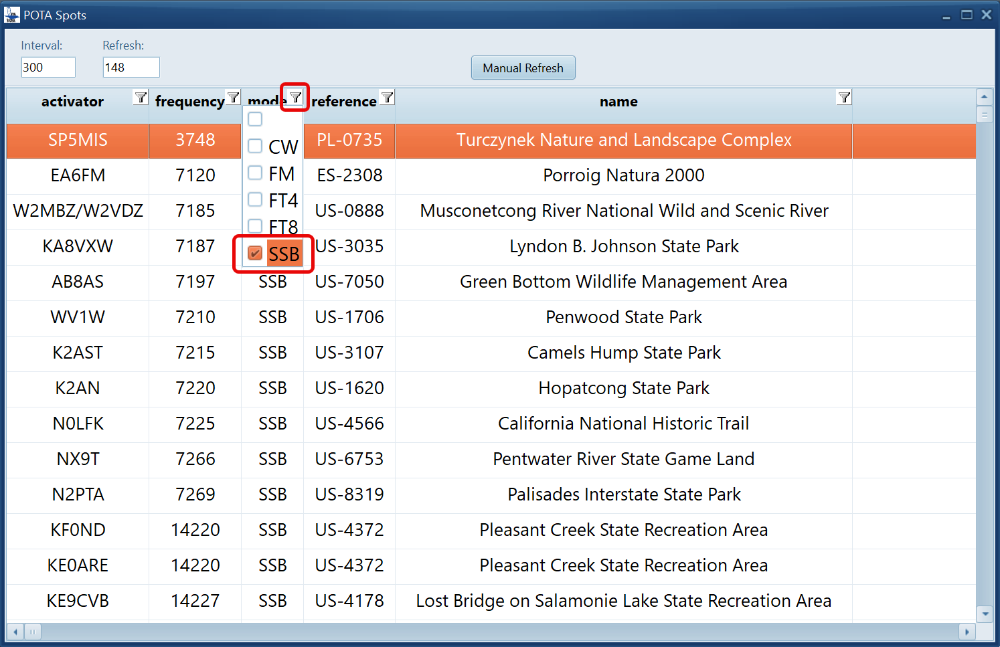 POTA Spots
Interval: Refresh:
300 148 Manual Refresh
activator frequency mode reference name
SP5MIS 3748 PL-0735 Turczynek Nature and Landscape Complex
CW
EA6FM 7120 FM ES-2308 Porroig Natura 2000
W2MBZ/W2VDZ 7185 FT4 US-0888 Musconetcong River National Wild and Scenic River
FT8
KA8VXW 7187 SSB US-3035 Lyndon B. Johnson State Park
AB8AS 7197 SSB US-7050 Green Bottom Wildlife Management Area
WV1W 7210 SSB US-1706 Penwood State Park
K2AST 7215 SSB US-3107 Camels Hump State Park
K2AN 7220 SSB US-1620 Hopatcong State Park
N0LFK 7225 SSB US-4566 California National Historic Trail
NX9T 7266 SSB US-6753 Pentwater River State Game Land
N2PTA 7269 SSB US-8319 Palisades Interstate State Park
KF0ND 14220 SSB US-4372 Pleasant Creek State Recreation Area
KE0ARE 14220 SSB US-4372 Pleasant Creek State Recreation Area
KE9CVB 14227 SSB US-4178 Lost Bridge on Salamonie Lake State Recreation Area